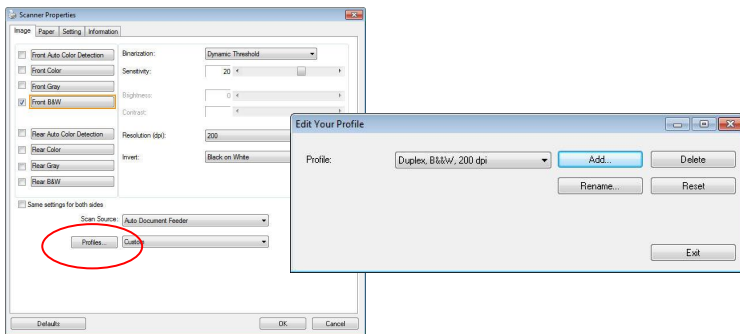 Scanner Properties
Image Paper Setting Information
Front Auto Color Detection
Front Color
Front Gray
Front B&W
Rear Auto Color Detection
Rear Color
Rear Gray
Rear B&W
Binarization: Dynamic Threshold
Sensitivity: 20
Brightness: 0
Contrast:
Resolution (dpi): 200
Invert: Black on White
Same settings for both sides
Scan Source: Auto Document Feeder
Profiles... Custom
Defaults OK Cancel
Edit Your Profile
Profile: Duplex, B&&W, 200 dpi Add... Delete
Rename... Reset
Exit